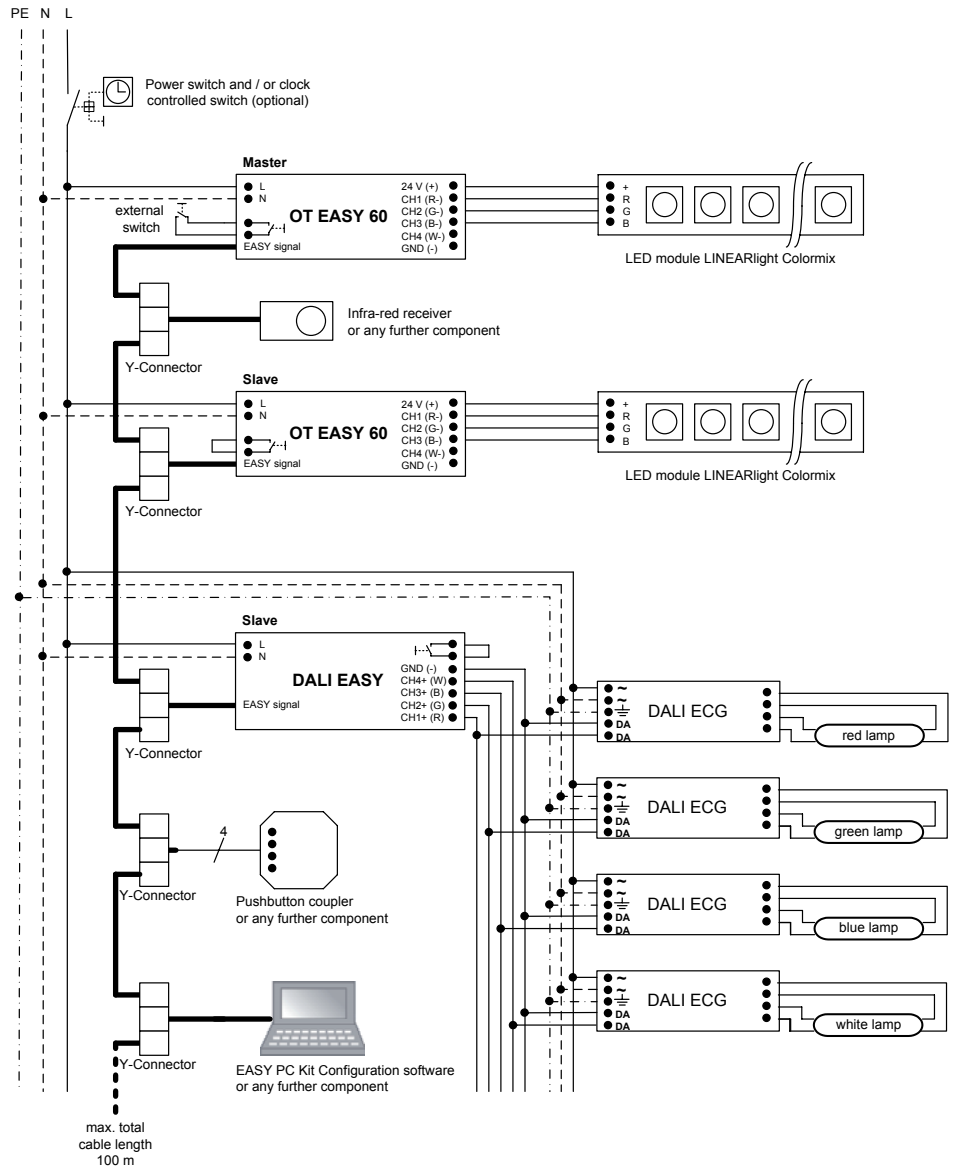 PE N L
Power switch and / or clock
controlled switch (optional)
Master
L
N
external
switch
EASY signal
OT EASY 60
24 V (+)
CH1 (R-)
CH2 (G-)
CH3 (B-)
CH4 (W-)
GND (-)
+
R
G
B
LED module LINEARlight Colormix
Y-Connector
Infra-red receiver
or any further component
Slave
L
N
EASY signal
OT EASY 60
24 V (+)
CH1 (R-)
CH2 (G-)
CH3 (B-)
CH4 (W-)
GND (-)
+
R
G
B
LED module LINEARlight Colormix
Y-Connector
Slave
L
N
EASY signal
DALI EASY
GND (-)
CH4+ (W)
CH3+ (B)
CH2+ (G)
CH1+ (R)
Y-Connector
~
~
DA
DA
DALI ECG
red lamp
~
~
DA
DA
DALI ECG
green lamp
4
Y-Connector
Pushbutton coupler
or any further component
~
~
DA
DA
DALI ECG
blue lamp
~
~
DA
DA
DALI ECG
white lamp
Y-Connector
EASY PC Kit Configuration software
or any further component
max. total
cable length
100 m